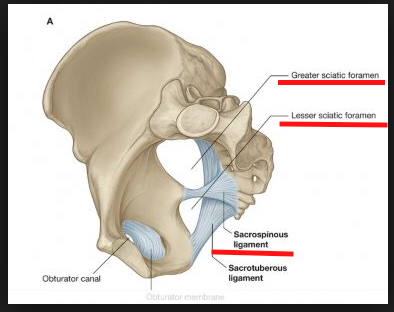 A
Greater sciatic foramen
Lesser sciatic foramen
Sacrospinous
ligament
Sacrotuberous
ligament
Obturator canal
Obturator membrane